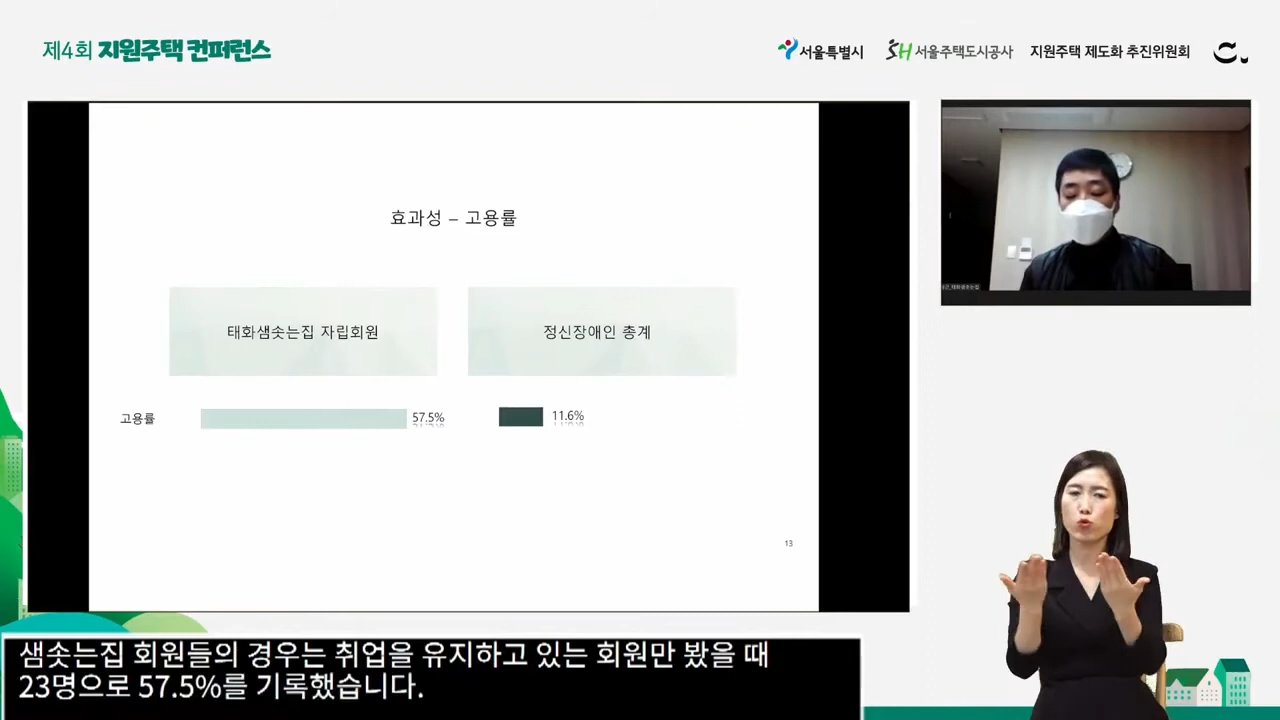 제4회 지원주택 컨퍼런스
서울특별시
SH 서울주택도시공사
지원주택 제도화 추진위원회
효과성 – 고용률
태화샘솟는집 자립회원
정신장애인 총계
고용률
57.5%
11.6%
13
샘솟는집 회원들의 경우는 취업을 유지하고 있는 회원만 봤을 때
23명으로 57.5%를 기록했습니다.